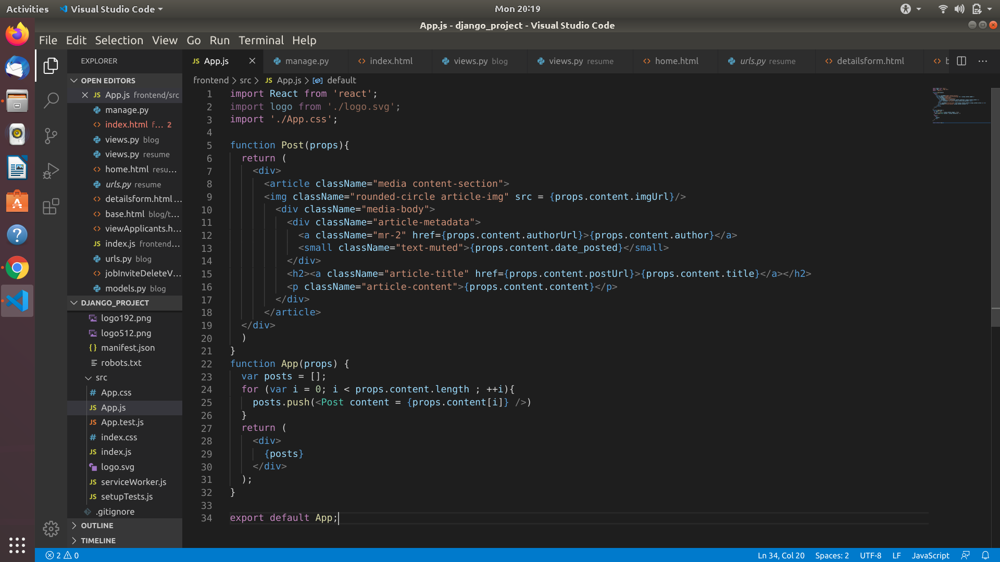 Activities Visual Studio Code Mon 20:19
App.js - django_project - Visual Studio Code
File Edit Selection View Go Run Terminal Help
EXPLORER
OPEN EDITORS
App.js frontend/src
manage.py
index.html f... 2
views.py blog
views.py resume
home.html resu...
urls.py resume
detailsform.html ...
base.html blog/t...
viewApplicants.h...
index.js frontend...
urls.py blog
jobInviteDeleteV...
models.py blog
DJANGO_PROJECT
logo192.png
logo512.png
manifest.json
robots.txt
src
App.css
App.js
App.test.js
index.css
index.js
logo.svg
serviceWorker.js
setupTests.js
.gitignore
OUTLINE
TIMELINE
JS App.js manage.py index.html views.py blog views.py resume home.html urls.py resume detailsform.html b
frontend > src > JS App.js > default
1 import React from 'react';
2 import logo from './logo.svg';
3 import './App.css';
4
5 function Post(props){
6 return (
7 <div>
8 <article className="media content-section">
9 <img className="rounded-circle article-img" src = {props.content.imgUrl}/>
10 <div className="media-body">
11 <div className="article-metadata">
12 <a className="mr-2" href={props.content.authorUrl}>{props.content.author}</a>
13 <small className="text-muted">{props.content.date_posted}</small>
14 </div>
15 <h2><a className="article-title" href={props.content.postUrl}>{props.content.title}</a></h2>
16 <p className="article-content">{props.content.content}</p>
17 </div>
18 </article>
19 </div>
20 )
21 }
22 function App(props) {
23 var posts = [];
24 for (var i = 0; i < props.content.length ; ++i){
25 posts.push(<Post content = {props.content[i]} />)
26 }
27 return (
28 <div>
29 {posts}
30 </div>
31 );
32 }
33
34 export default App;
2 0 Ln 34, Col 20 Spaces: 2 UTF-8 LF JavaScript